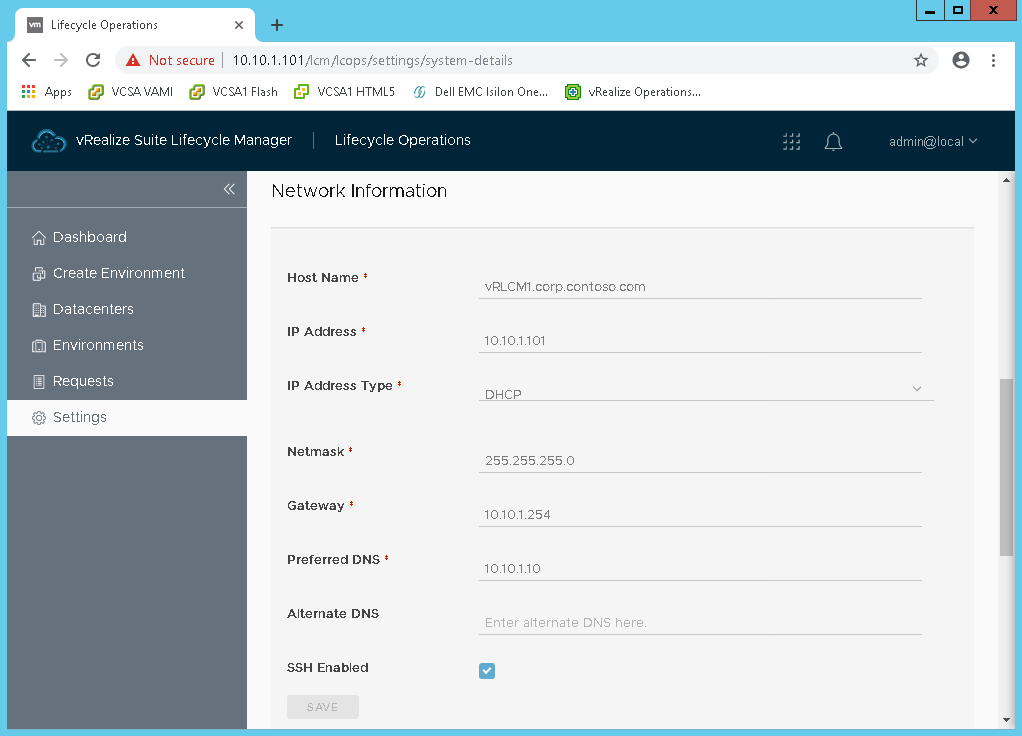 vm Lifecycle Operations
Not secure 10.10.1.101/lcm/lcops/settings/system-details
Apps VCSA VAMI VCSA1 Flash VCSA1 HTML5 Dell EMC Isilon One... vRealize Operations...
vRealize Suite Lifecycle Manager Lifecycle Operations admin@local
Network Information
Dashboard
Create Environment
Datacenters
Environments
Requests
Settings
Host Name * vRLCM1.corp.contoso.com
IP Address * 10.10.1.101
IP Address Type * DHCP
Netmask * 255.255.255.0
Gateway * 10.10.1.254
Preferred DNS * 10.10.1.10
Alternate DNS Enter alternate DNS here.
SSH Enabled
SAVE